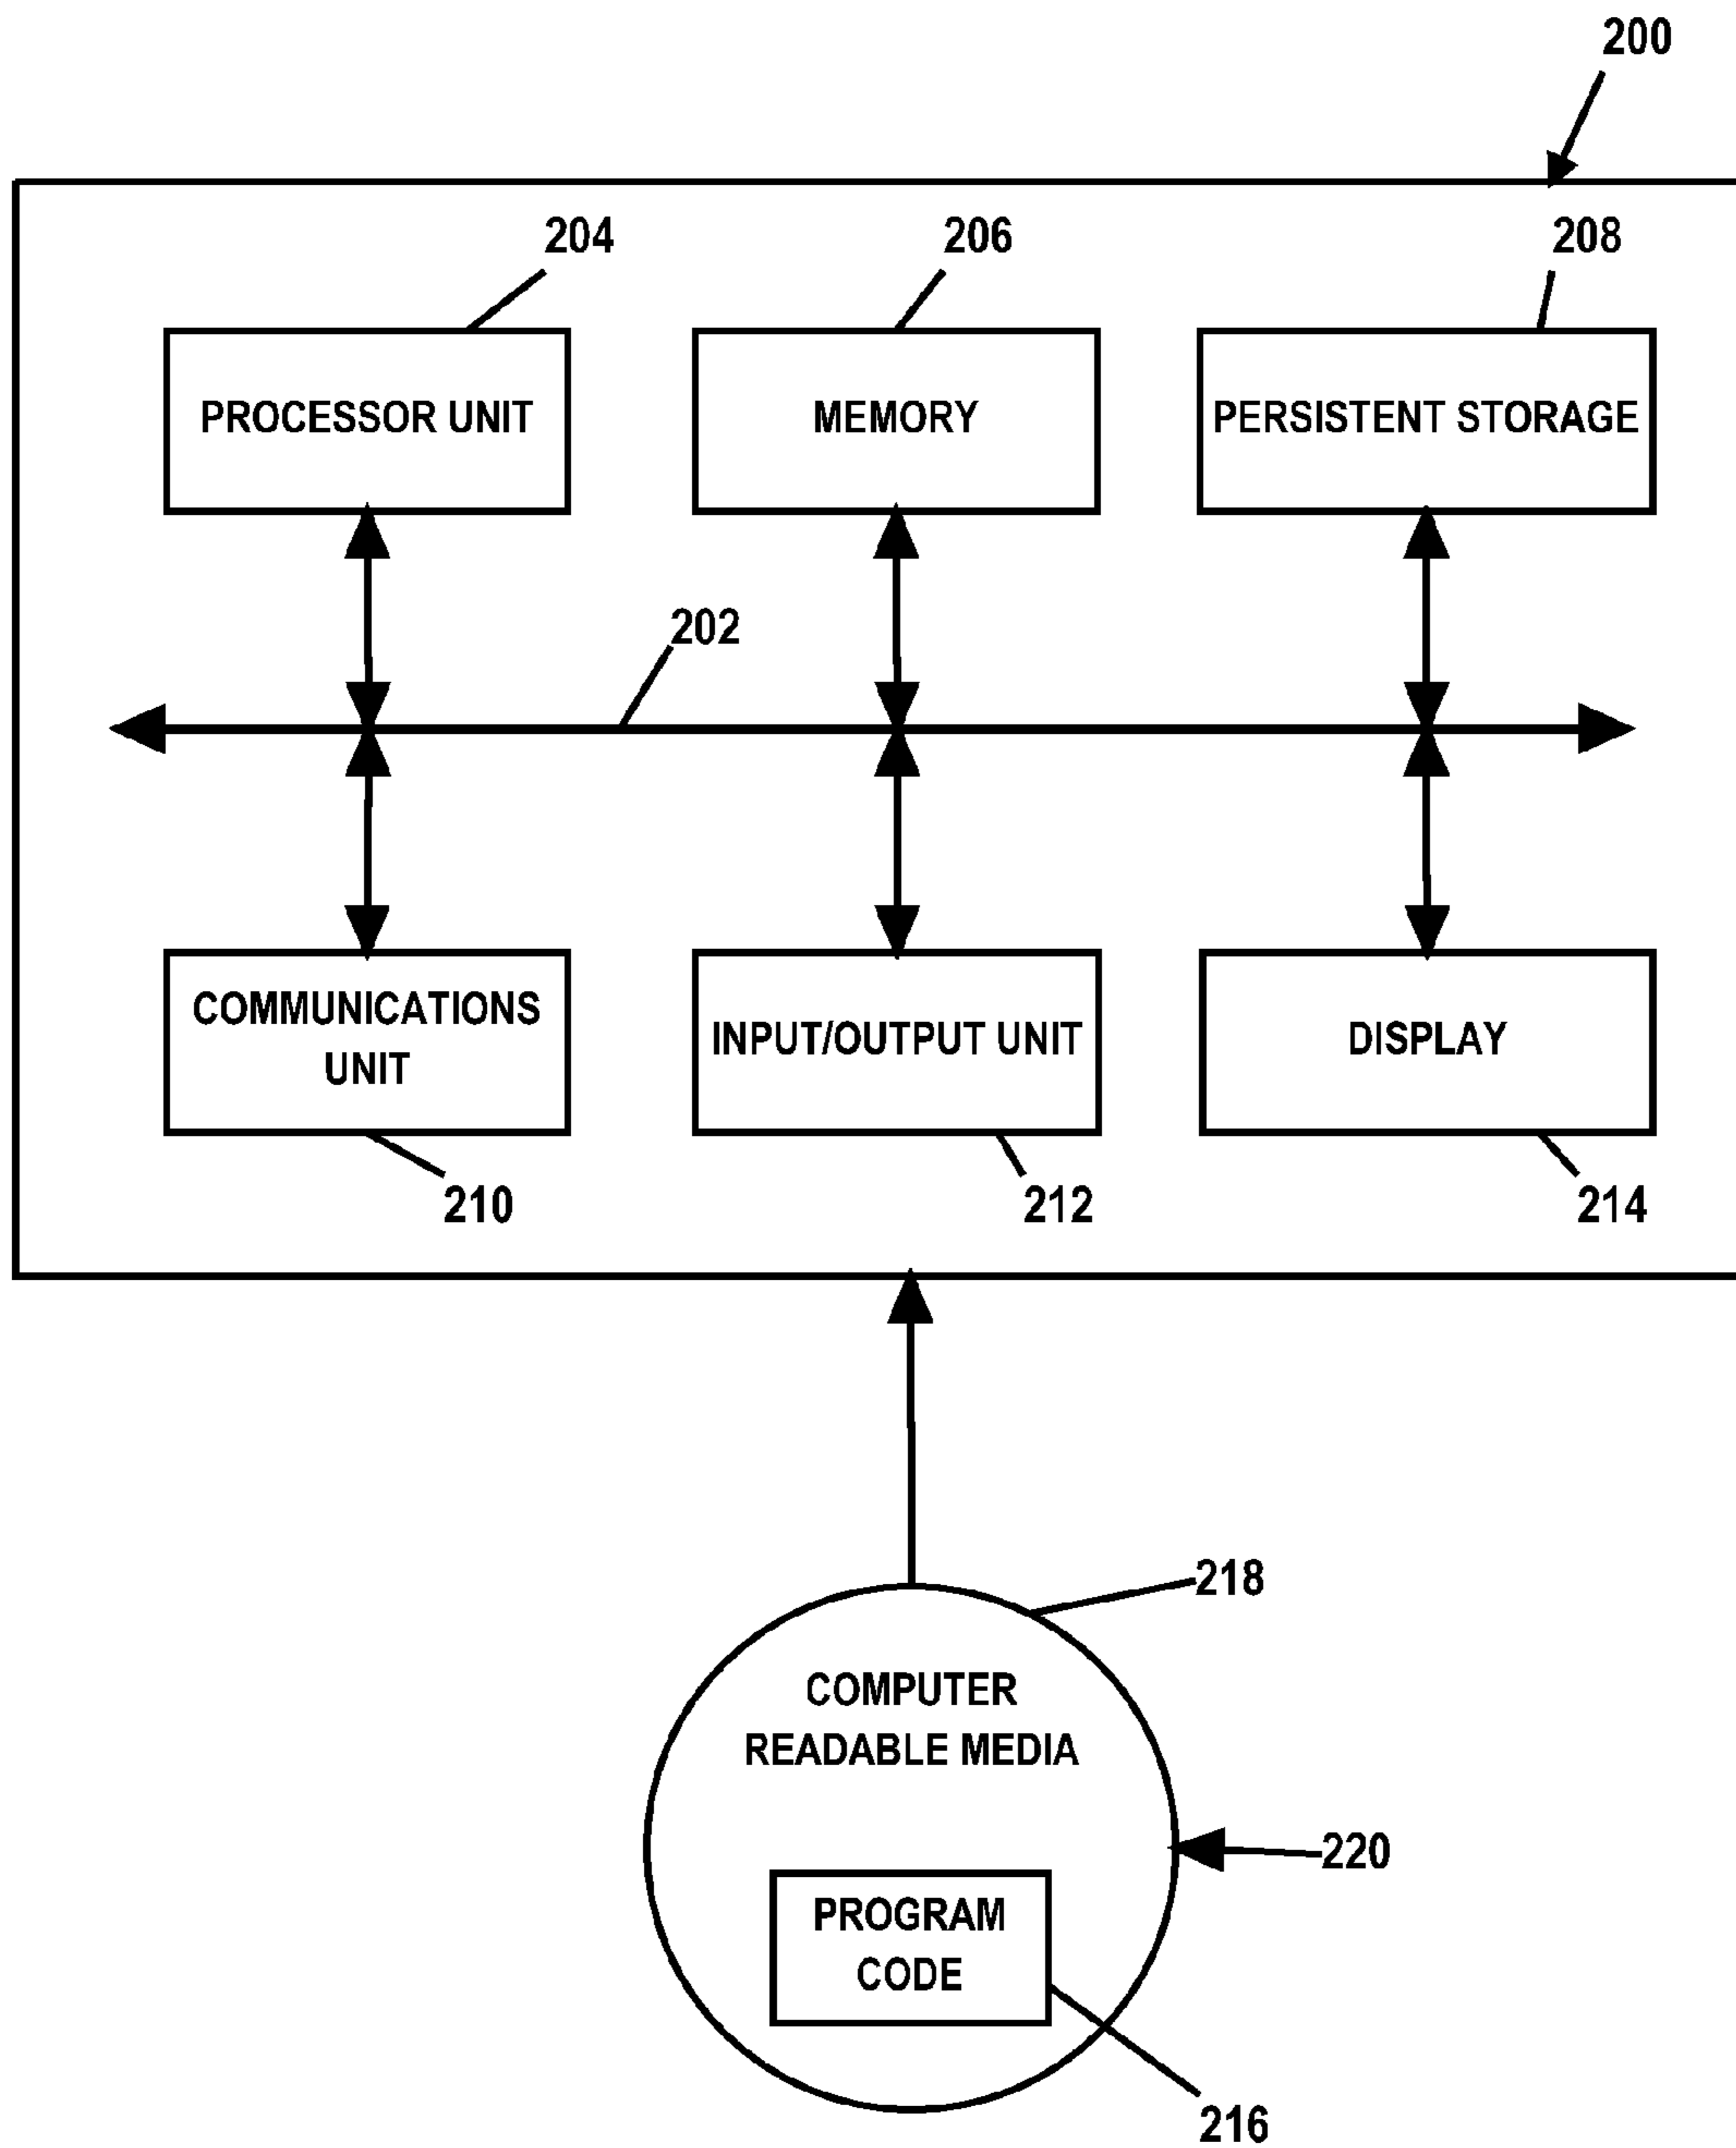 200
204
206
208
PROCESSOR UNIT
MEMORY
PERSISTENT STORAGE
202
COMMUNICATIONS
UNIT
INPUT/OUTPUT UNIT
DISPLAY
210
212
214
218
COMPUTER
READABLE MEDIA
220
PROGRAM
CODE
216